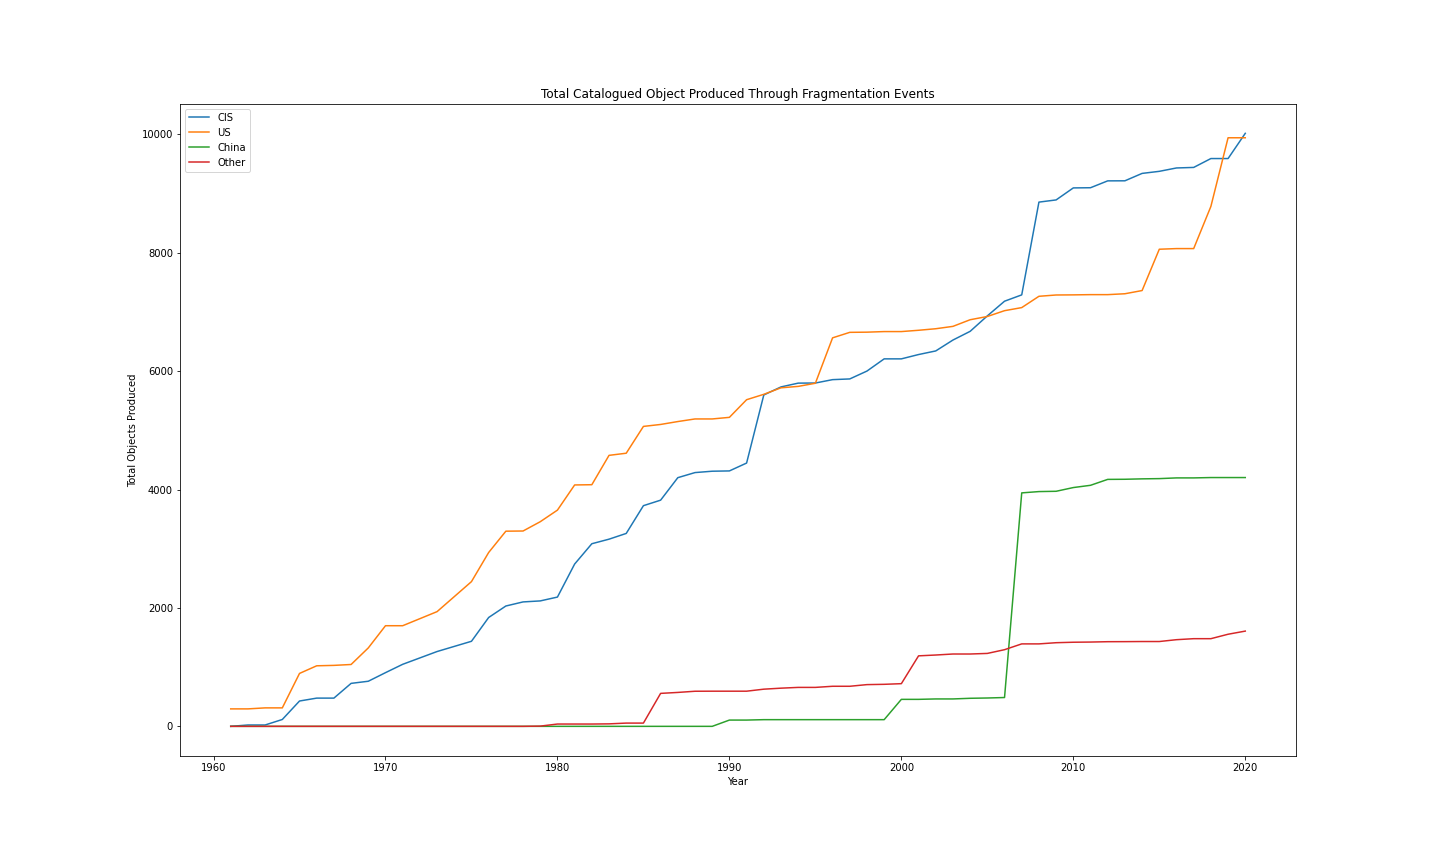 Total Catalogued Object Produced Through Fragmentation Events
CIS
US
China
Other
10000
8000
6000
4000
2000
0
Total Objects Produced
1960 1970 1980 1990 2000 2010 2020
Year